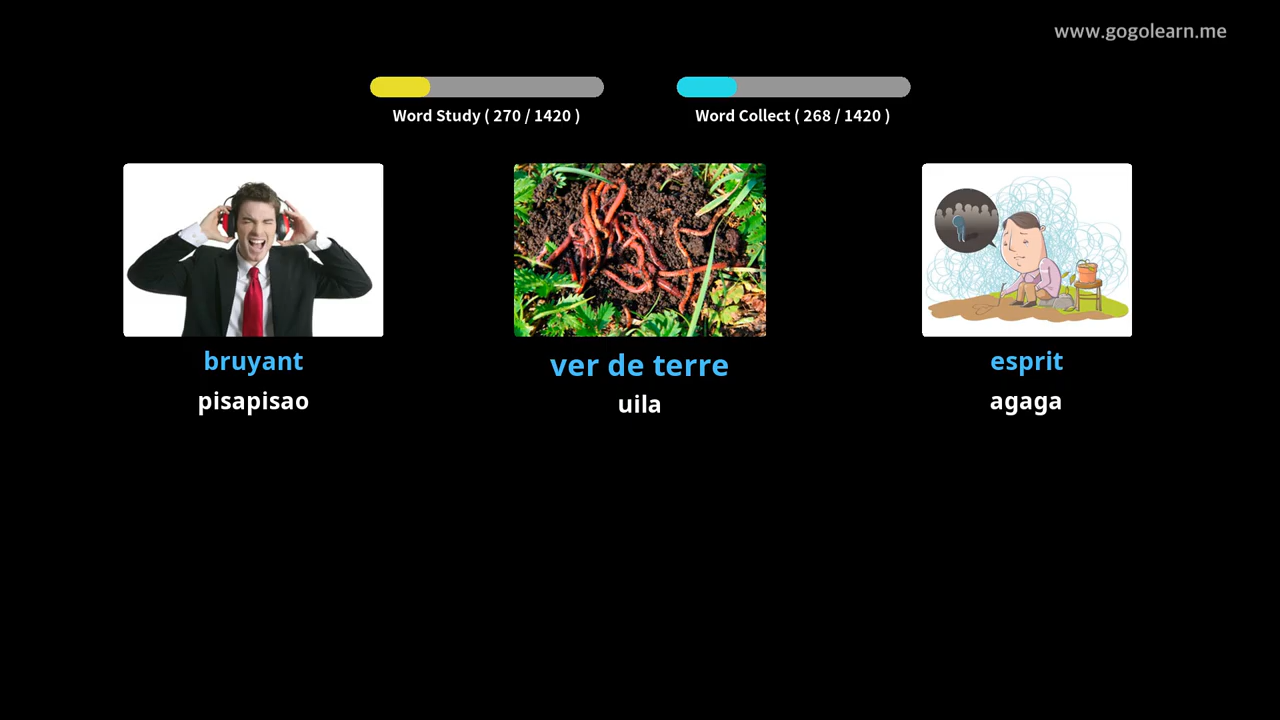 www.gogolearn.me
Word Study ( 270 / 1420 )
Word Collect ( 268 / 1420 )
bruyant
pisapisao
ver de terre
uila
esprit
agaga